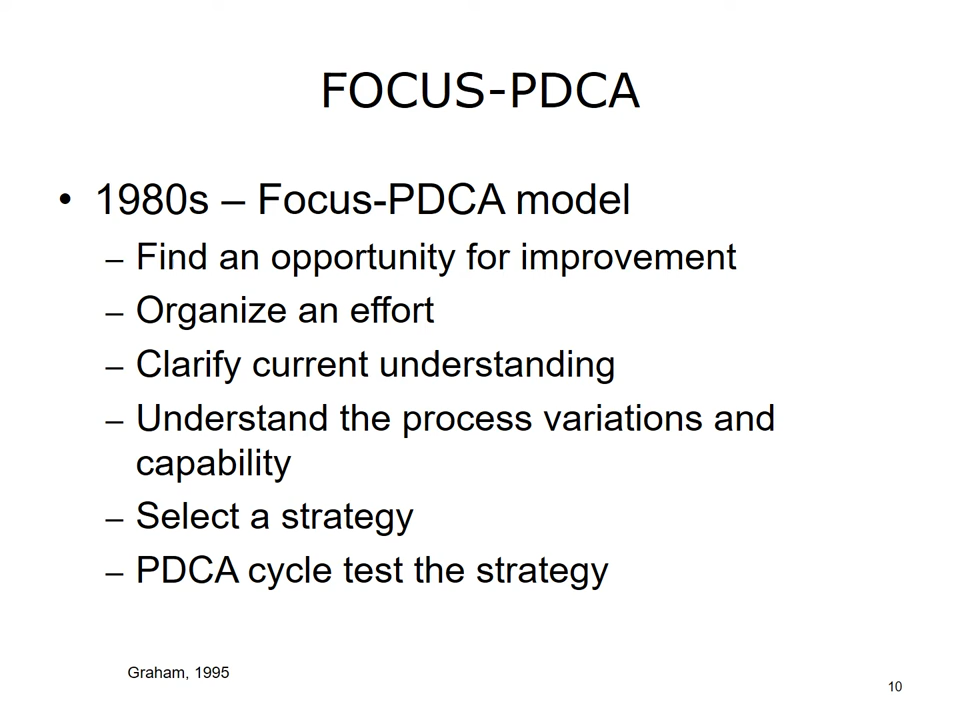 FOCUS-PDCA
• 1980s – Focus-PDCA model
– Find an opportunity for improvement
– Organize an effort
– Clarify current understanding
– Understand the process variations and
capability
– Select a strategy
– PDCA cycle test the strategy
Graham, 1995
10